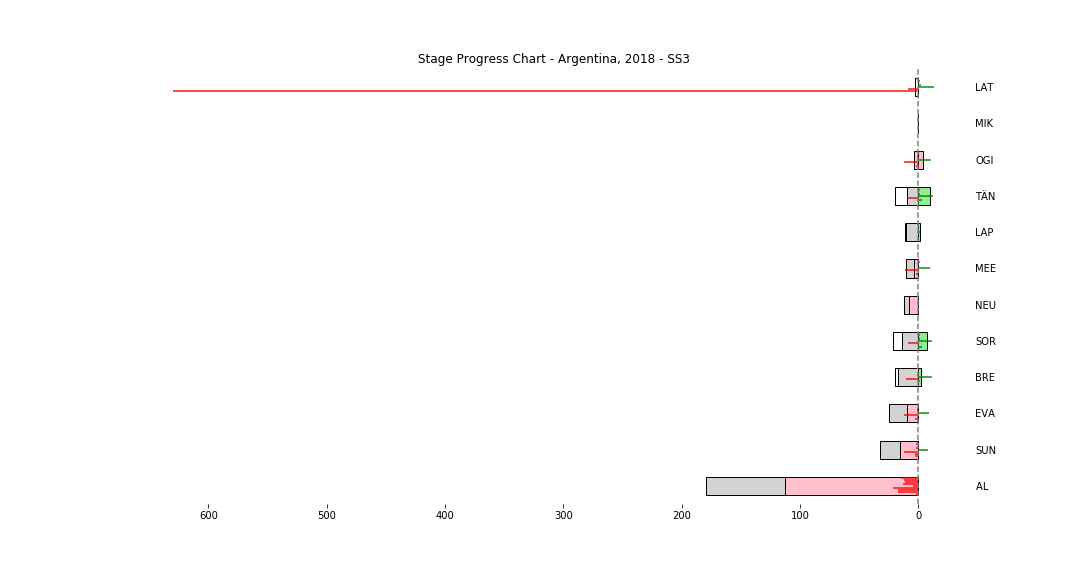 Stage Progress Chart - Argentina, 2018 - SS3
LAT
MIK
OGI
TÄN
LAP
MEE
NEU
SOR
BRE
EVA
SUN
AL
600 500 400 300 200 100 0